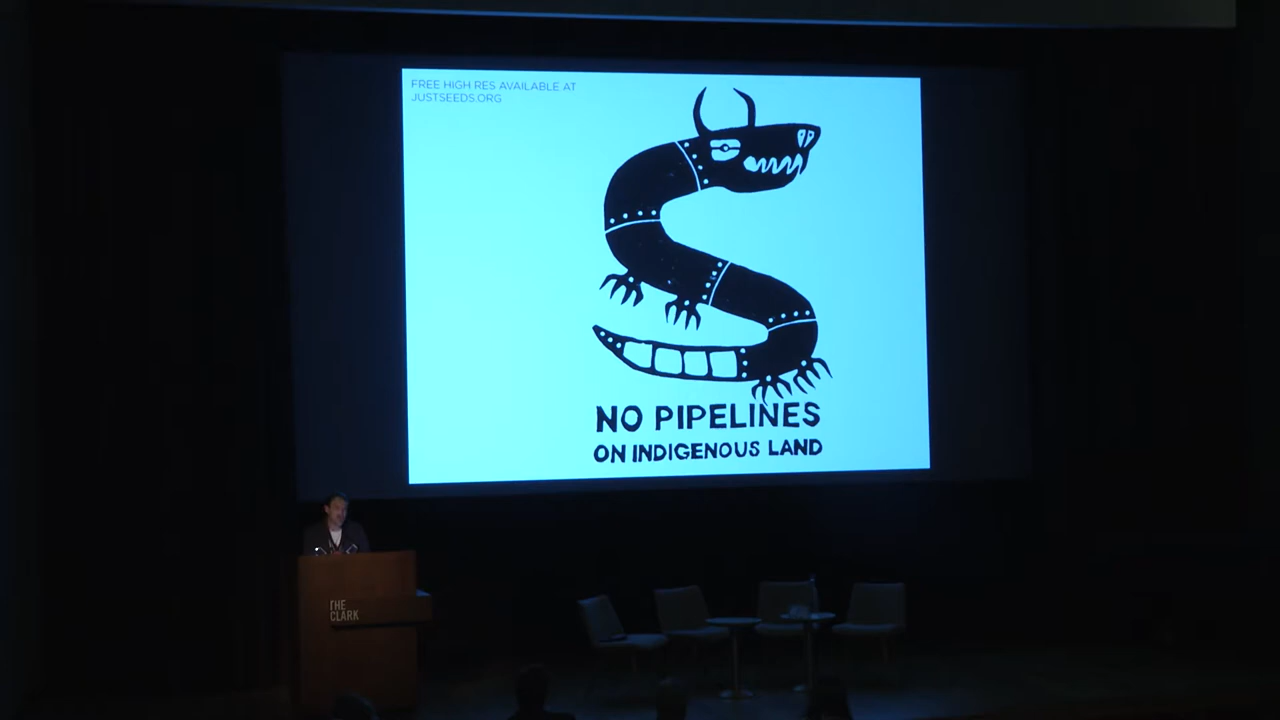 FREE HIGH RES AVAILABLE AT
JUSTSEEDS.ORG
NO PIPELINES
ON INDIGENOUS LAND
THE
CLARK